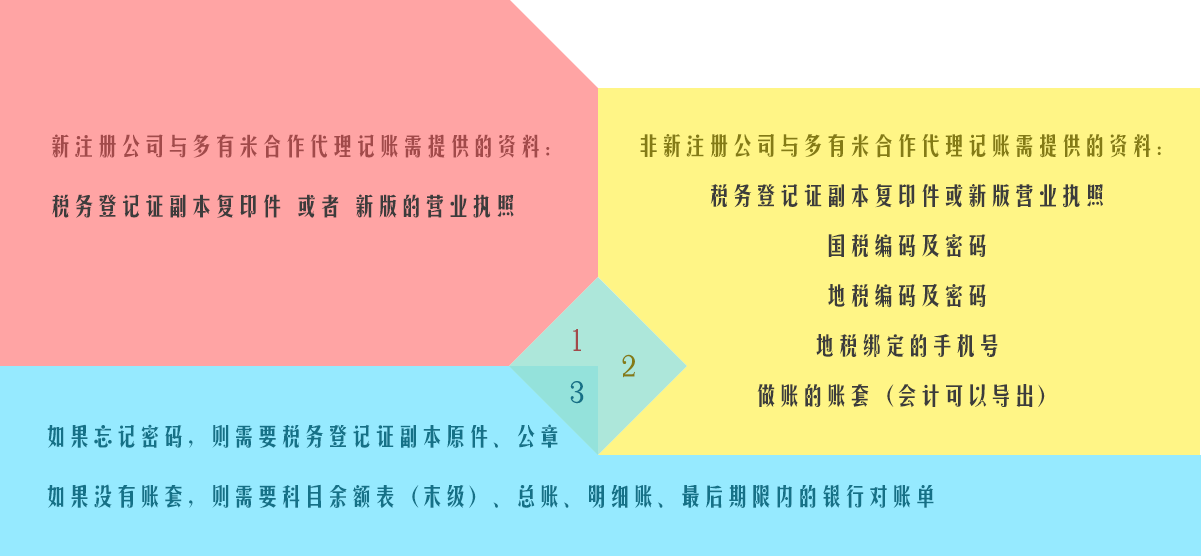 新注册公司与多有米合作代理记账需提供的资料：
税务登记证副本复印件 或者 新版的营业执照
1
非新注册公司与多有米合作代理记账需提供的资料：
税务登记证副本复印件或新版营业执照
国税编码及密码
地税编码及密码
地税绑定的手机号
做账的账套（会计可以导出）
2
3
如果忘记密码，则需要税务登记证副本原件、公章
如果没有账套，则需要科目余额表（末级）、总账、明细账、最后期限内的银行对账单